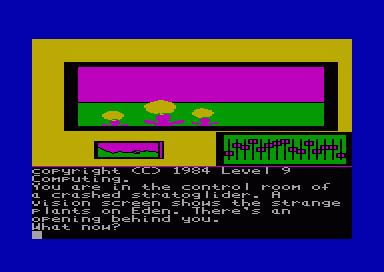 copyright (C) 1984 Level 9
Computing.
You are in the control room of
a crashed stratoglider. A
vision screen shows the strange
plants on Eden. There's an
opening behind you.
What now?